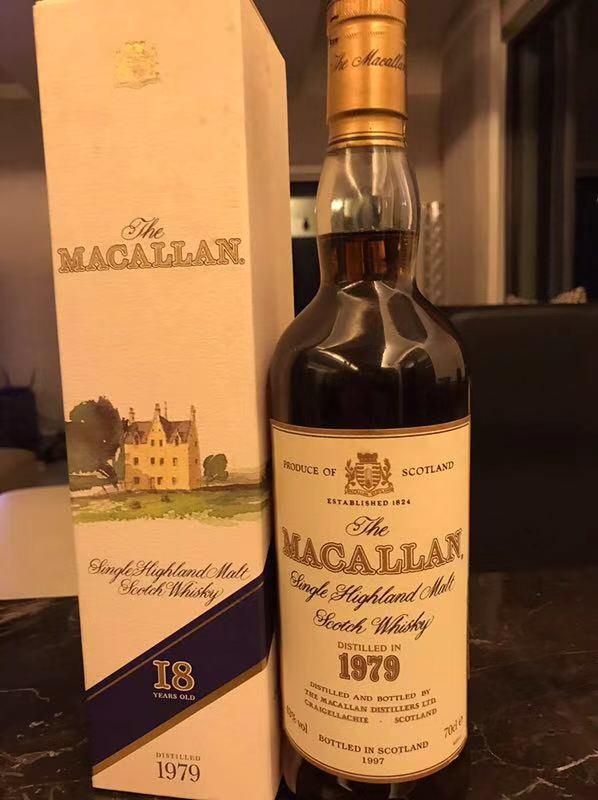 The
MACALLAN.
Single Highland Malt
Scotch Whisky
18
YEARS OLD
DISTILLED
1979
The Macallan
PRODUCE OF SCOTLAND
ESTABLISHED 1824
The
MACALLAN.
Single Highland Malt
Scotch Whisky
DISTILLED IN
1979
DISTILLED AND BOTTLED BY
THE MACALLAN DISTILLERS LTD.
CRAIGELLACHIE · SCOTLAND
vol 70cl e
BOTTLED IN SCOTLAND
1997